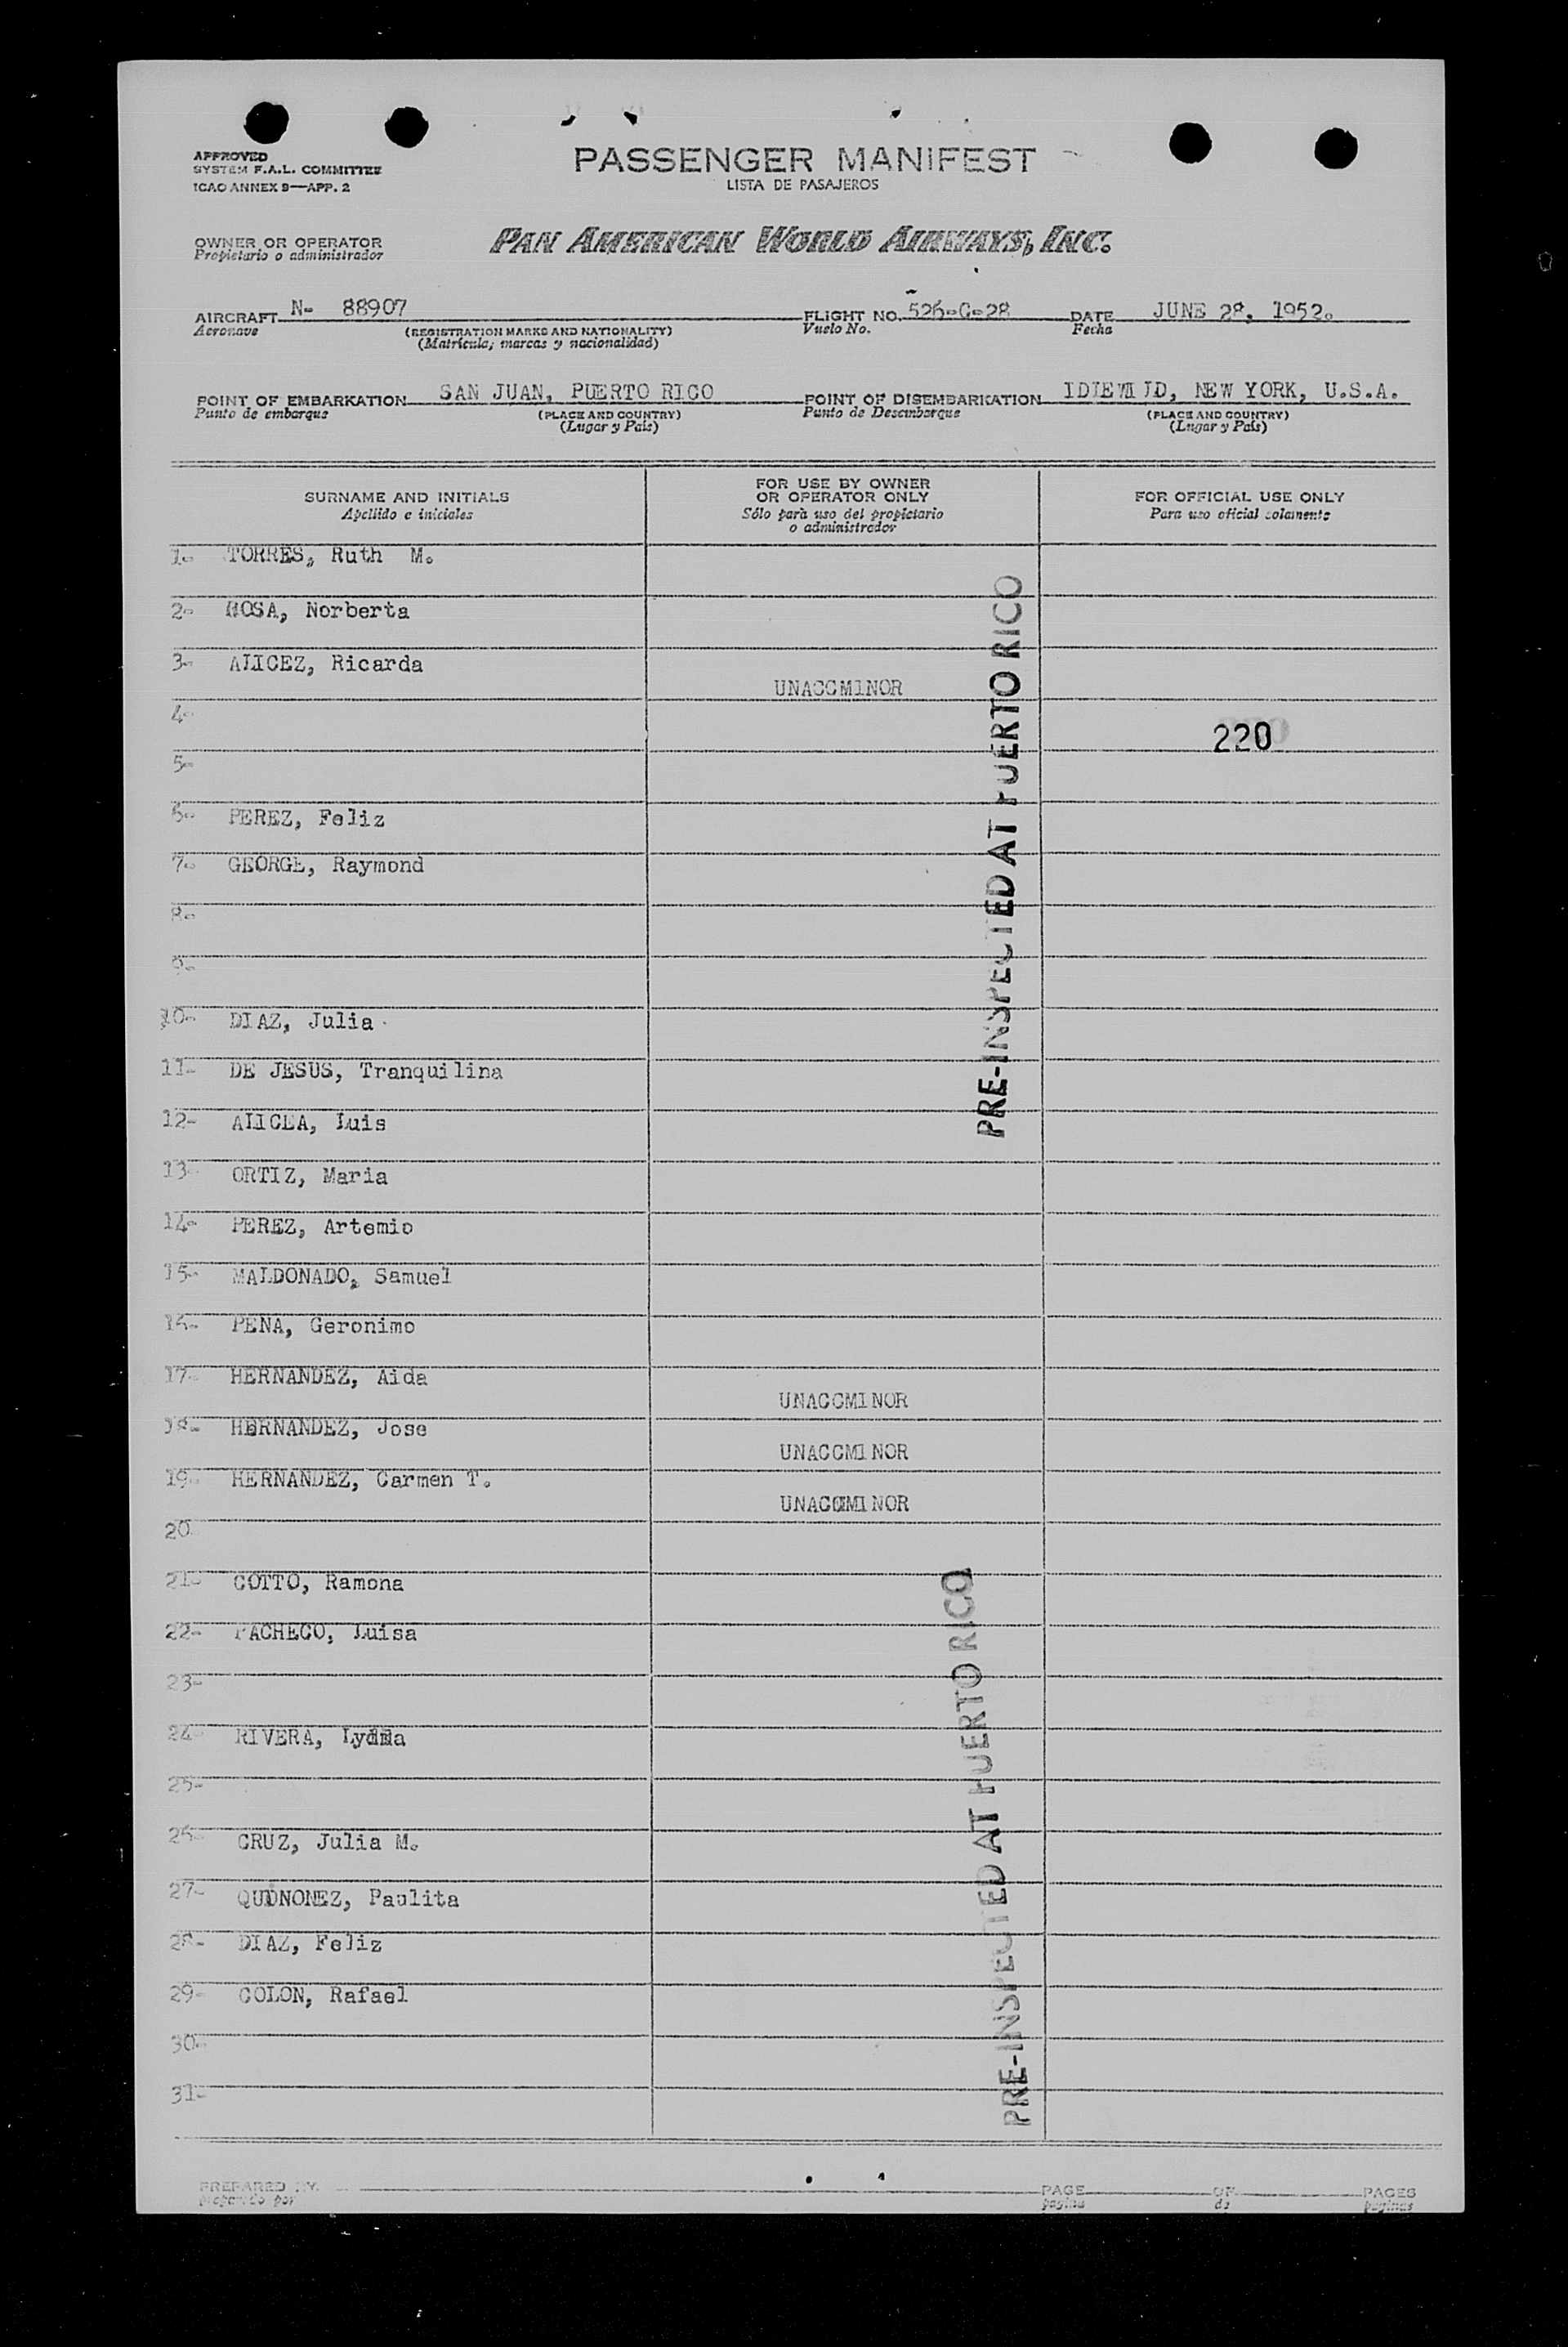 APPROVED
SYSTEM F.A.L. COMMITTEE
ICAO ANNEX 9—APP. 2
PASSENGER MANIFEST
LISTA DE PASAJEROS
OWNER OR OPERATOR
Propietario o administrador
PAN AMERICAN WORLD AIRWAYS, INC.
AIRCRAFT N- 88907 FLIGHT NO. 526-C-28 DATE JUNE 28, 1952.
Aeronave (REGISTRATION MARKS AND NATIONALITY) Vuelo No. Fecha
(Matrícula; marcas y nacionalidad)
POINT OF EMBARKATION SAN JUAN, PUERTO RICO POINT OF DISEMBARKATION IDLEWILD, NEW YORK, U.S.A.
Punto de embarque (PLACE AND COUNTRY) Punto de Desembarque (PLACE AND COUNTRY)
(Lugar y País) (Lugar y País)
SURNAME AND INITIALS
Apellido e iniciales
FOR USE BY OWNER
OR OPERATOR ONLY
Sólo para uso del propietario
o administrador
FOR OFFICIAL USE ONLY
Para uso oficial solamente
1- TORRES, Ruth M.
2- ROSA, Norberta
3- ALICEZ, Ricarda
UNACCMINOR
4-
220
5-
6- PEREZ, Feliz
7- GEORGE, Raymond
8-
9-
10- DIAZ, Julia
11- DE JESUS, Tranquilina
12- ALICEA, Luis
13- ORTIZ, Maria
14- PEREZ, Artemio
15- MALDONADO, Samuel
16- PENA, Geronimo
17- HERNANDEZ, Aida
UNACCMINOR
18- HERNANDEZ, Jose
UNACCMINOR
19- HERNANDEZ, Carmen T.
UNACCMINOR
20-
21- COTTO, Ramona
22- PACHECO, Luisa
23-
24- RIVERA, Lydia
25-
26- CRUZ, Julia M.
27- QUINONEZ, Paulita
28- DIAZ, Feliz
29- COLON, Rafael
30-
31-
PRE-INSPECTED AT PUERTO RICO
PRE-INSPECTED AT PUERTO RICO
PREPARED BY PAGE OF PAGES
preparado por pagina de paginas